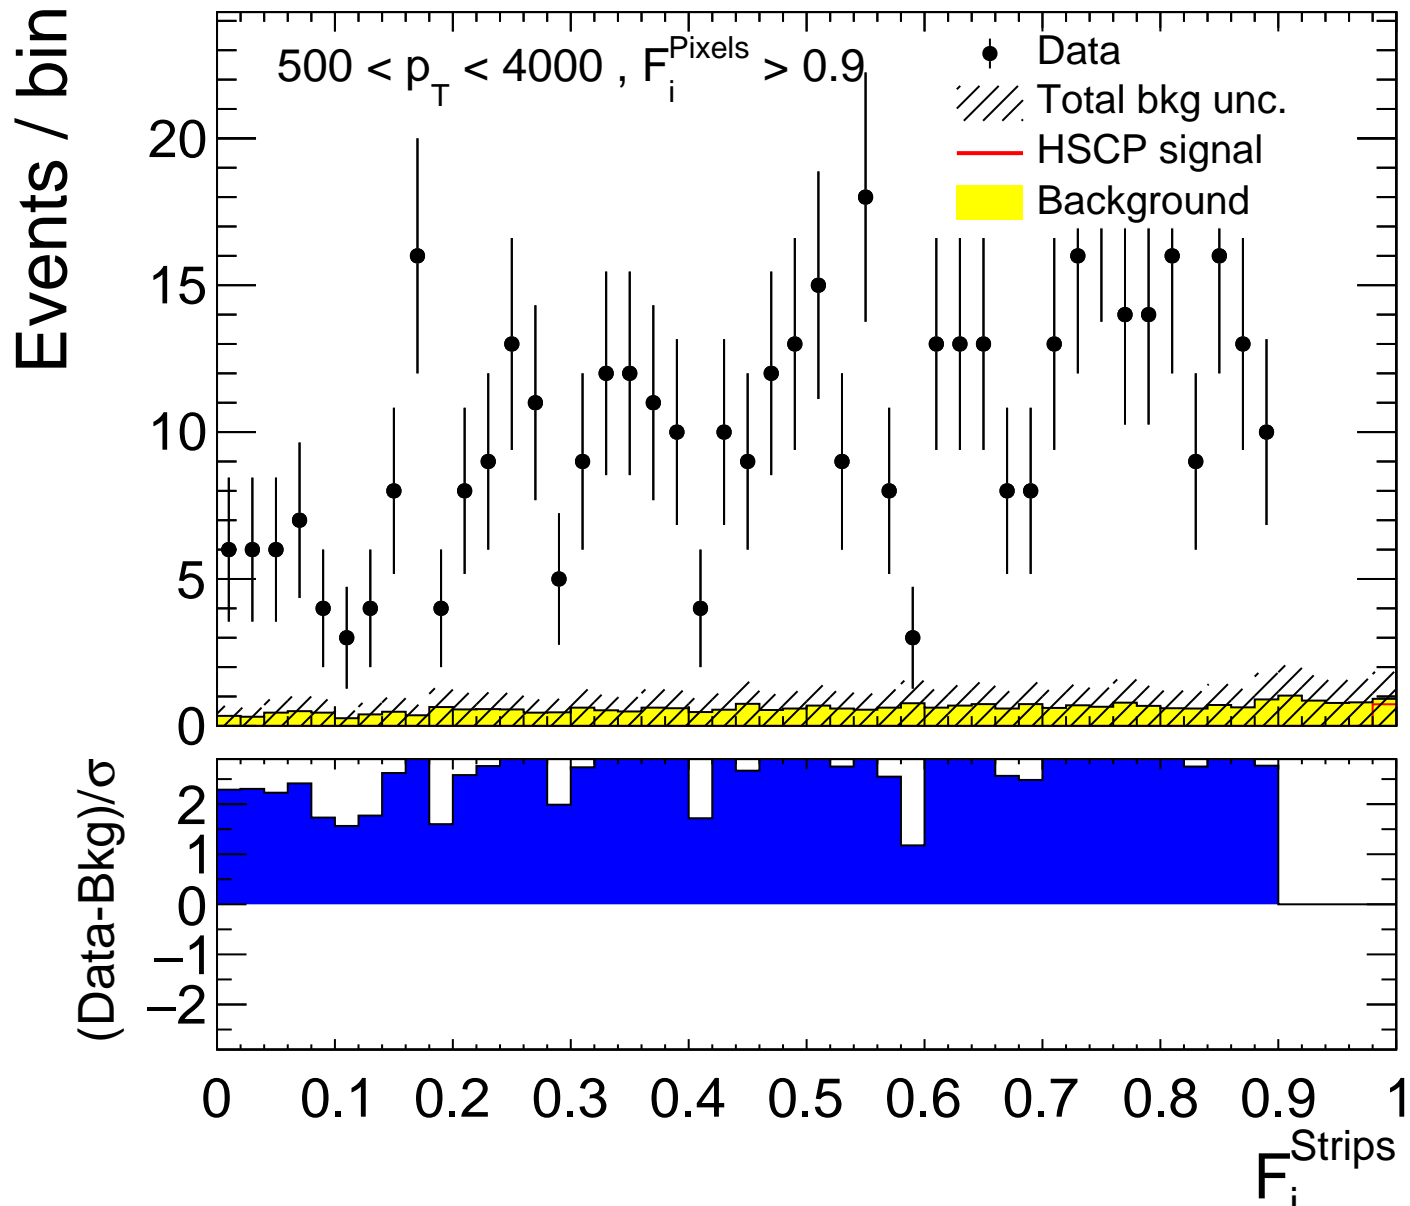 Events / bin
500 < p_T < 4000 , F_i^Pixels > 0.9
Data
Total bkg unc.
HSCP signal
Background
20
15
10
5
0
(Data-Bkg)/σ
2
1
0
−1
−2
0 0.1 0.2 0.3 0.4 0.5 0.6 0.7 0.8 0.9 1
F_i^Strips